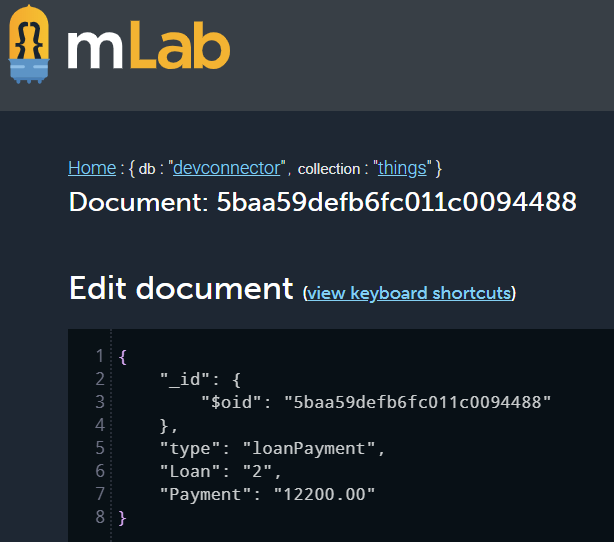 mLab
Home : { db : "devconnector", collection : "things" }
Document: 5baa59defb6fc011c0094488
Edit document (view keyboard shortcuts)
1 {
2     "_id": {
3         "$oid": "5baa59defb6fc011c0094488"
4     },
5     "type": "loanPayment",
6     "Loan": "2",
7     "Payment": "12200.00"
8 }